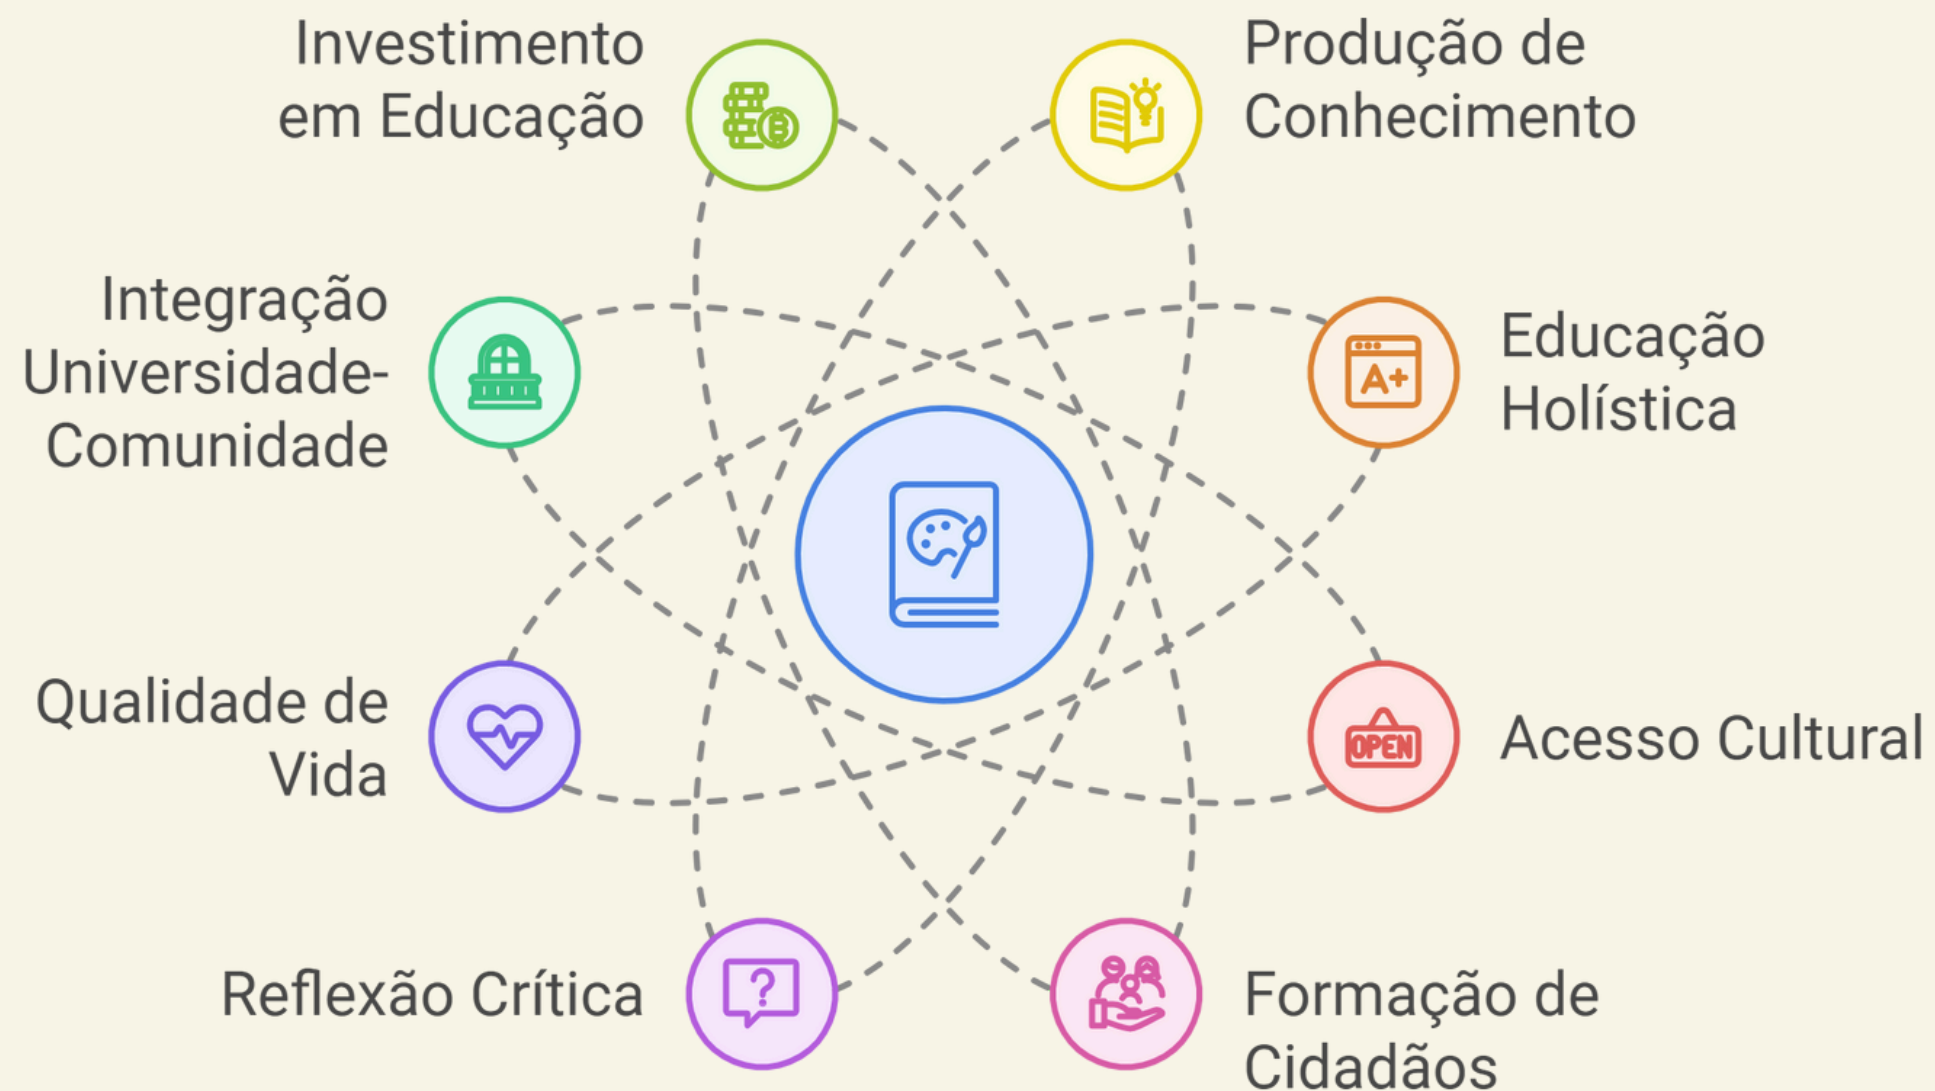 Investimento
em Educação
Produção de
Conhecimento
Integração
Universidade-
Comunidade
A+
Educação
Holística
Qualidade de
Vida
OPEN
Acesso Cultural
Reflexão Crítica
?
Formação de
Cidadãos